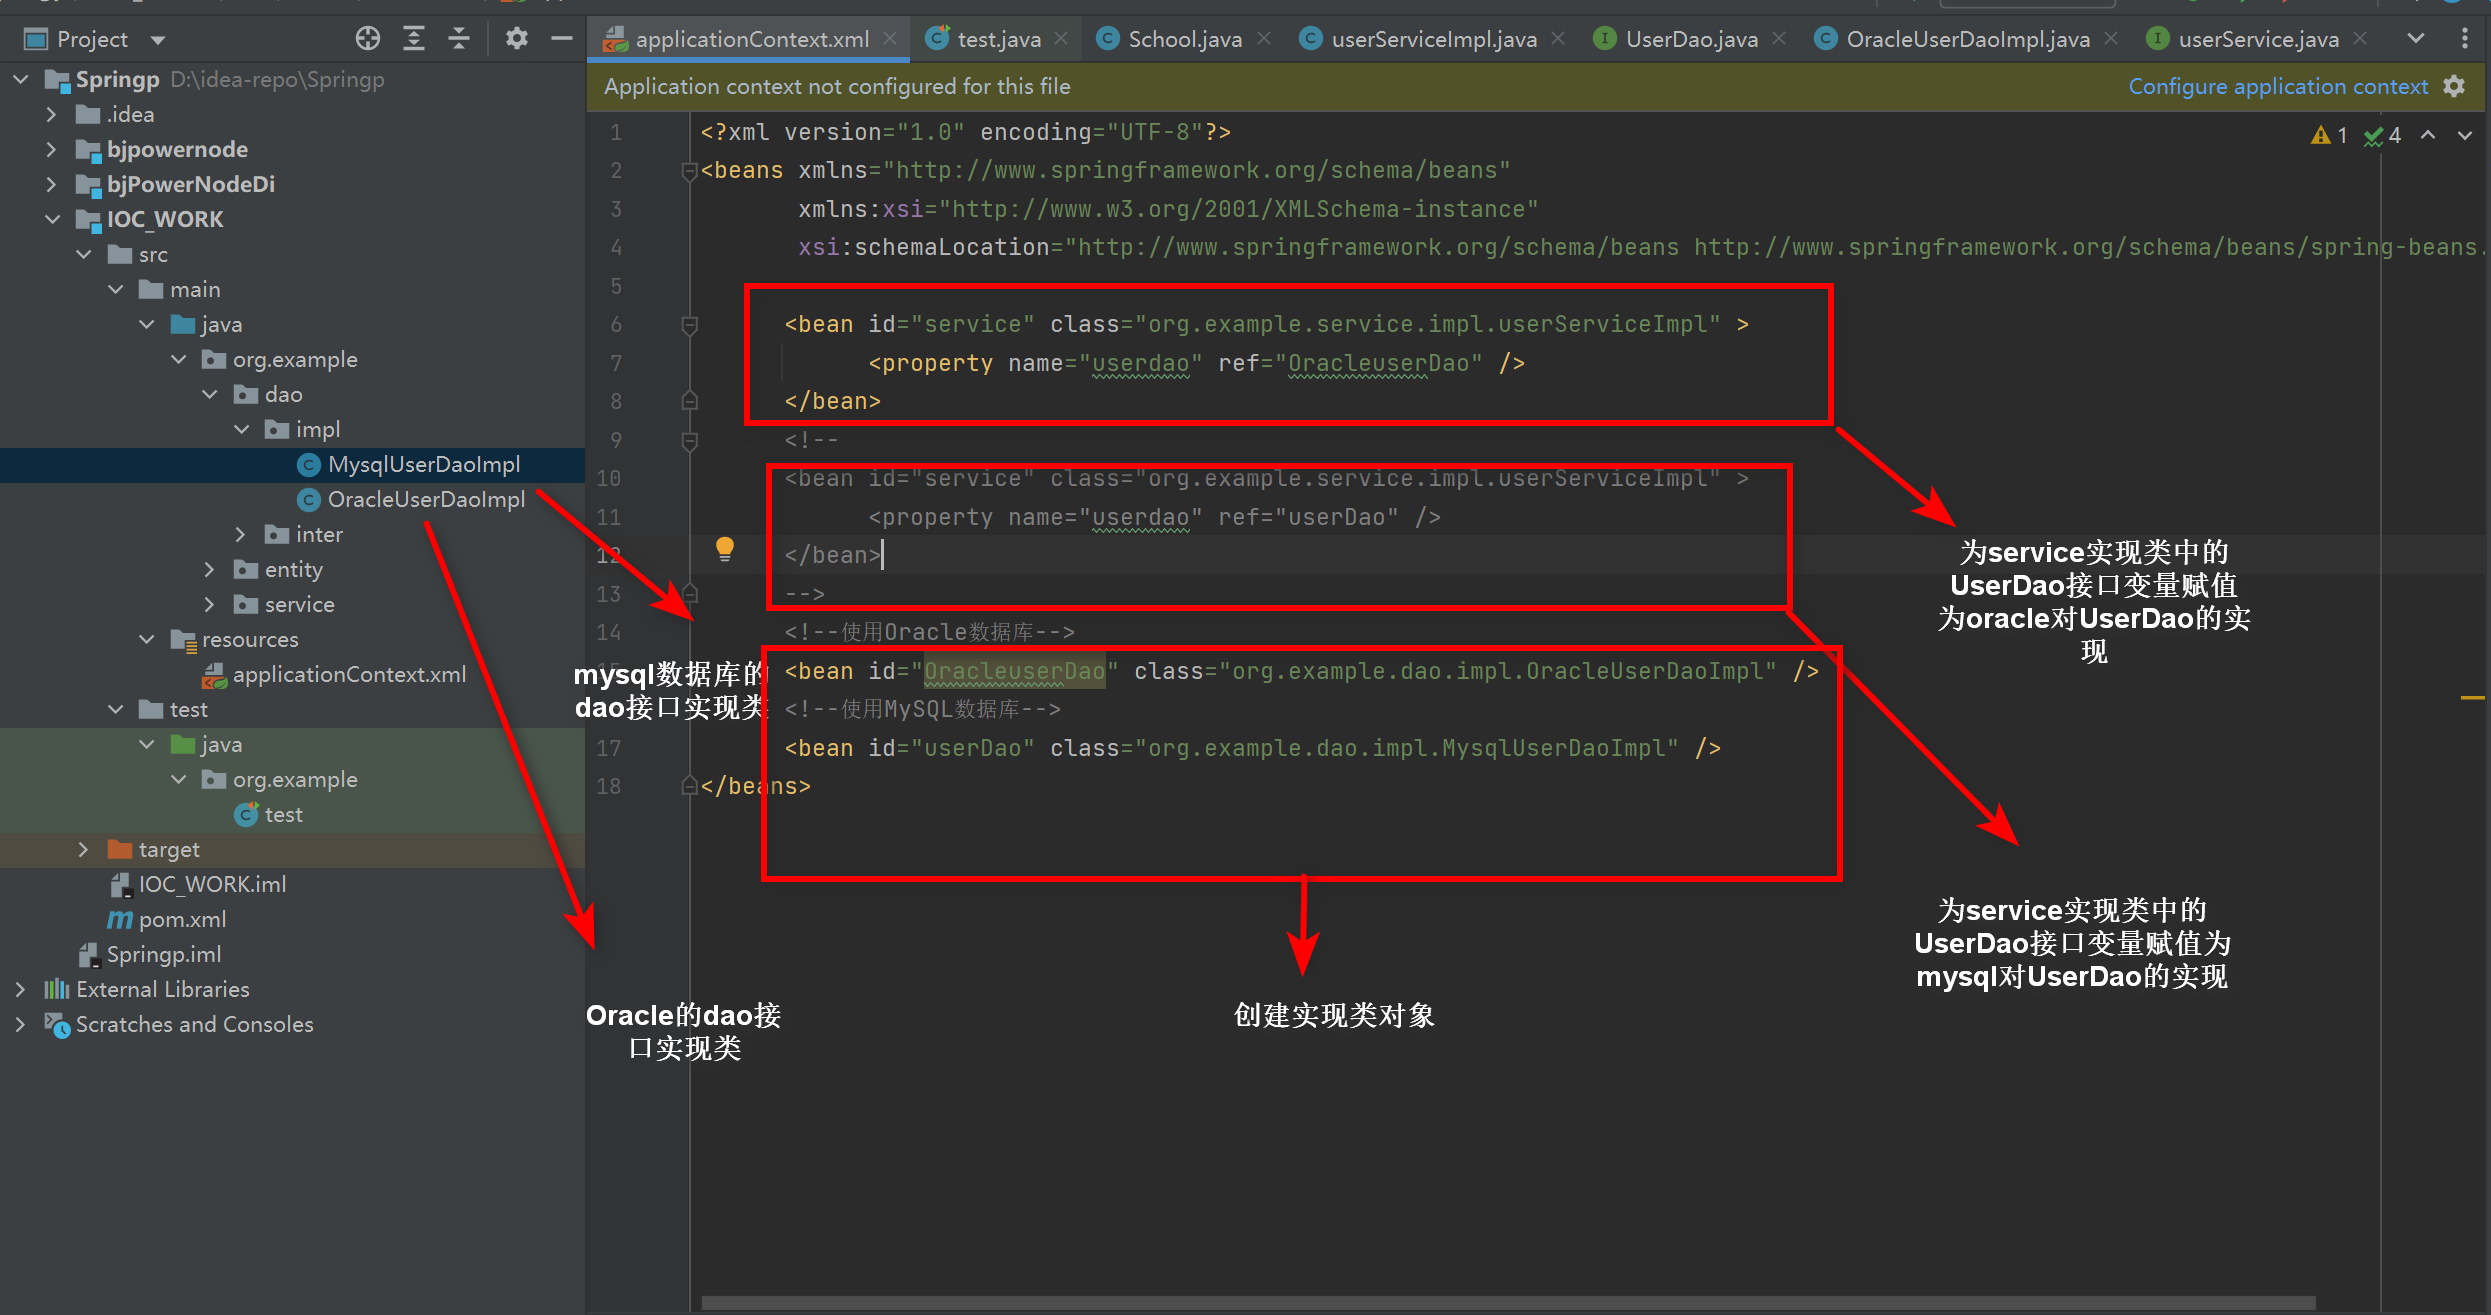 Project
Springp D:\idea-repo\Springp
.idea
bjpowernode
bjPowerNodeDi
IOC_WORK
src
main
java
org.example
dao
impl
MysqlUserDaoImpl
OracleUserDaoImpl
inter
entity
service
resources
applicationContext.xml
test
java
org.example
test
target
IOC_WORK.iml
pom.xml
Springp.iml
External Libraries
Scratches and Consoles
applicationContext.xml test.java School.java userServiceImpl.java UserDao.java OracleUserDaoImpl.java userService.java
Application context not configured for this file Configure application context
1 4
1 <?xml version="1.0" encoding="UTF-8"?>
2 <beans xmlns="http://www.springframework.org/schema/beans"
3 xmlns:xsi="http://www.w3.org/2001/XMLSchema-instance"
4 xsi:schemaLocation="http://www.springframework.org/schema/beans http://www.springframework.org/schema/beans/spring-beans.
5
6 <bean id="service" class="org.example.service.impl.userServiceImpl" >
7 <property name="userdao" ref="OracleuserDao" />
8 </bean>
9 <!--
10 <bean id="service" class="org.example.service.impl.userServiceImpl" >
11 <property name="userdao" ref="userDao" />
12 </bean>
13 -->
14 <!--使用Oracle数据库-->
15 <bean id="OracleuserDao" class="org.example.dao.impl.OracleUserDaoImpl" />
<!--使用MySQL数据库-->
17 <bean id="userDao" class="org.example.dao.impl.MysqlUserDaoImpl" />
18 </beans>
mysql数据库的
dao接口实现类
Oracle的dao接
口实现类
创建实现类对象
为service实现类中的
UserDao接口变量赋值
为oracle对UserDao的实
现
为service实现类中的
UserDao接口变量赋值为
mysql对UserDao的实现